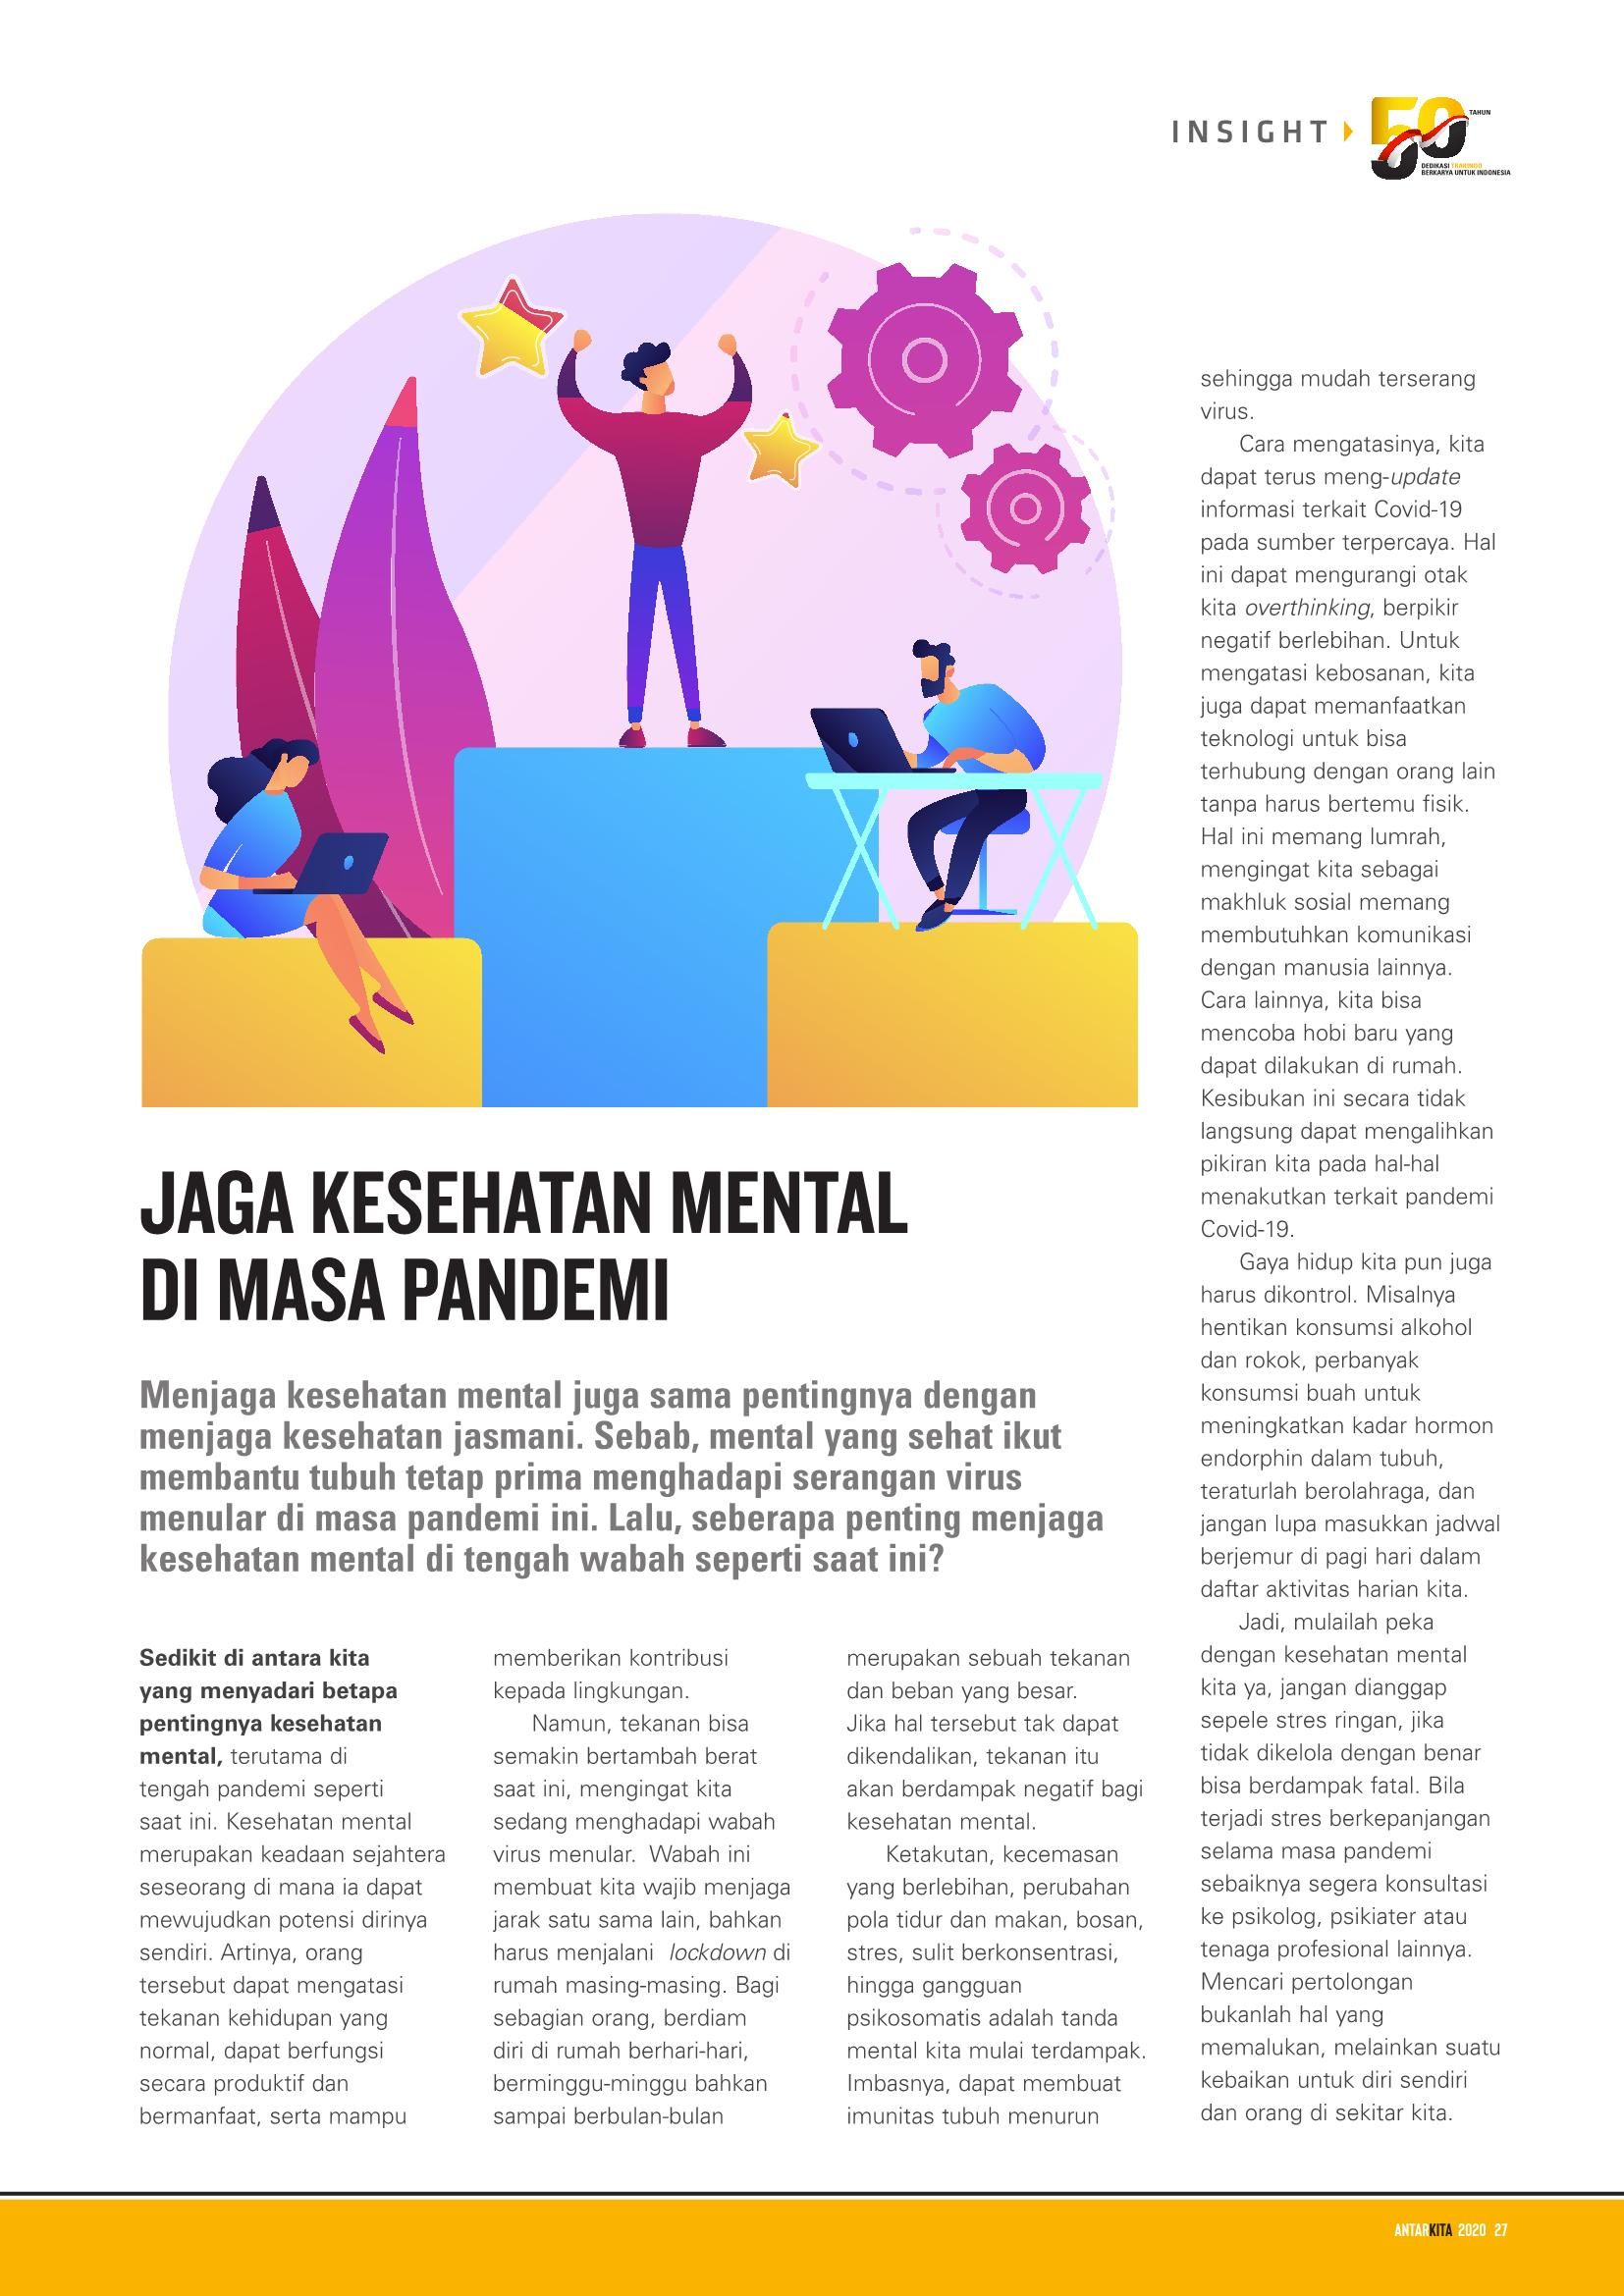 INSIGHT
50 TAHUN
DEDIKASI TRAKINDO
BERKARYA UNTUK INDONESIA
JAGA KESEHATAN MENTAL
DI MASA PANDEMI
Menjaga kesehatan mental juga sama pentingnya dengan
menjaga kesehatan jasmani. Sebab, mental yang sehat ikut
membantu tubuh tetap prima menghadapi serangan virus
menular di masa pandemi ini. Lalu, seberapa penting menjaga
kesehatan mental di tengah wabah seperti saat ini?
Sedikit di antara kita
yang menyadari betapa
pentingnya kesehatan
mental, terutama di
tengah pandemi seperti
saat ini. Kesehatan mental
merupakan keadaan sejahtera
seseorang di mana ia dapat
mewujudkan potensi dirinya
sendiri. Artinya, orang
tersebut dapat mengatasi
tekanan kehidupan yang
normal, dapat berfungsi
secara produktif dan
bermanfaat, serta mampu
memberikan kontribusi
kepada lingkungan.
Namun, tekanan bisa
semakin bertambah berat
saat ini, mengingat kita
sedang menghadapi wabah
virus menular. Wabah ini
membuat kita wajib menjaga
jarak satu sama lain, bahkan
harus menjalani lockdown di
rumah masing-masing. Bagi
sebagian orang, berdiam
diri di rumah berhari-hari,
berminggu-minggu bahkan
sampai berbulan-bulan
merupakan sebuah tekanan
dan beban yang besar.
Jika hal tersebut tak dapat
dikendalikan, tekanan itu
akan berdampak negatif bagi
kesehatan mental.
Ketakutan, kecemasan
yang berlebihan, perubahan
pola tidur dan makan, bosan,
stres, sulit berkonsentrasi,
hingga gangguan
psikosomatis adalah tanda
mental kita mulai terdampak.
Imbasnya, dapat membuat
imunitas tubuh menurun
sehingga mudah terserang
virus.
Cara mengatasinya, kita
dapat terus meng-update
informasi terkait Covid-19
pada sumber terpercaya. Hal
ini dapat mengurangi otak
kita overthinking, berpikir
negatif berlebihan. Untuk
mengatasi kebosanan, kita
juga dapat memanfaatkan
teknologi untuk bisa
terhubung dengan orang lain
tanpa harus bertemu fisik.
Hal ini memang lumrah,
mengingat kita sebagai
makhluk sosial memang
membutuhkan komunikasi
dengan manusia lainnya.
Cara lainnya, kita bisa
mencoba hobi baru yang
dapat dilakukan di rumah.
Kesibukan ini secara tidak
langsung dapat mengalihkan
pikiran kita pada hal-hal
menakutkan terkait pandemi
Covid-19.
Gaya hidup kita pun juga
harus dikontrol. Misalnya
hentikan konsumsi alkohol
dan rokok, perbanyak
konsumsi buah untuk
meningkatkan kadar hormon
endorphin dalam tubuh,
teraturlah berolahraga, dan
jangan lupa masukkan jadwal
berjemur di pagi hari dalam
daftar aktivitas harian kita.
Jadi, mulailah peka
dengan kesehatan mental
kita ya, jangan dianggap
sepele stres ringan, jika
tidak dikelola dengan benar
bisa berdampak fatal. Bila
terjadi stres berkepanjangan
selama masa pandemi
sebaiknya segera konsultasi
ke psikolog, psikiater atau
tenaga profesional lainnya.
Mencari pertolongan
bukanlah hal yang
memalukan, melainkan suatu
kebaikan untuk diri sendiri
dan orang di sekitar kita.
ANTARKITA 2020 27